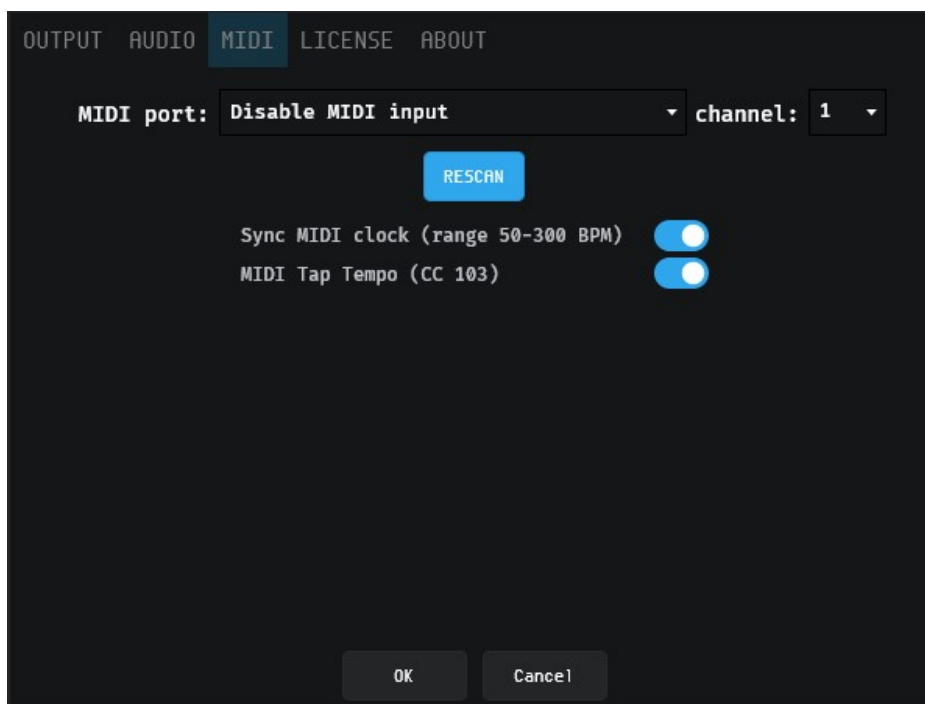 OUTPUT AUDIO MIDI LICENSE ABOUT
MIDI port: Disable MIDI input channel: 1
RESCAN
Sync MIDI clock (range 50-300 BPM)
MIDI Tap Tempo (CC 103)
OK Cancel